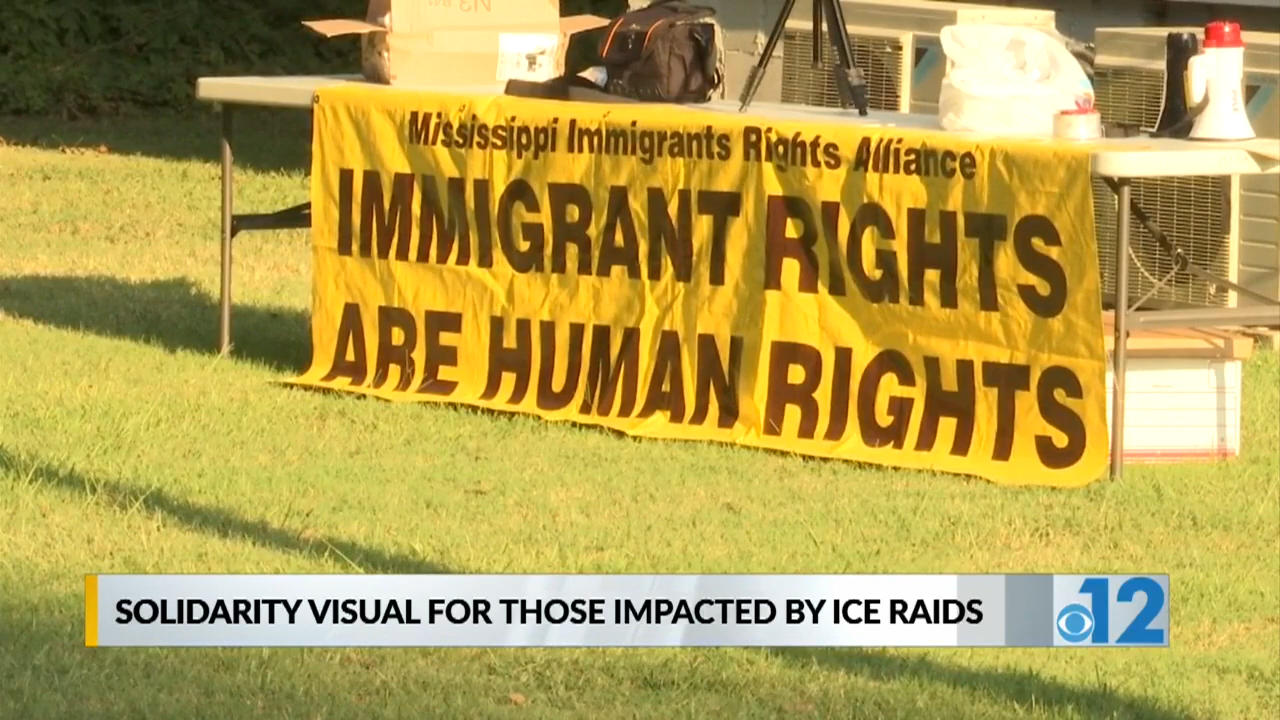 Mississippi Immigrants Rights Alliance
IMMIGRANT RIGHTS
ARE HUMAN RIGHTS
SOLIDARITY VISUAL FOR THOSE IMPACTED BY ICE RAIDS
12